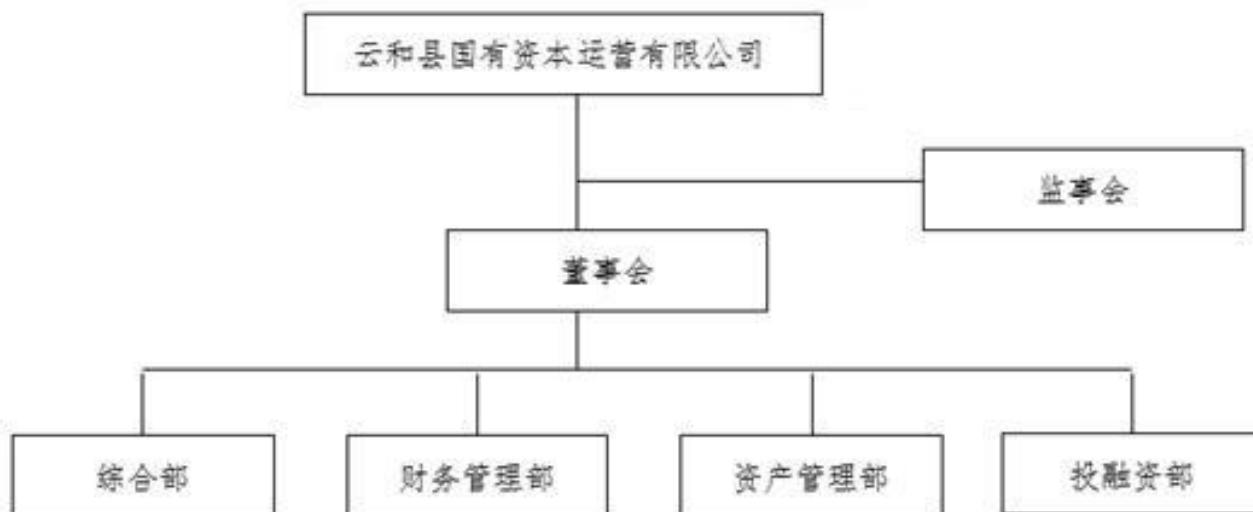 云和县国有资本运营有限公司
监事会
董事会
综合部
财务管理部
资产管理部
投融资部